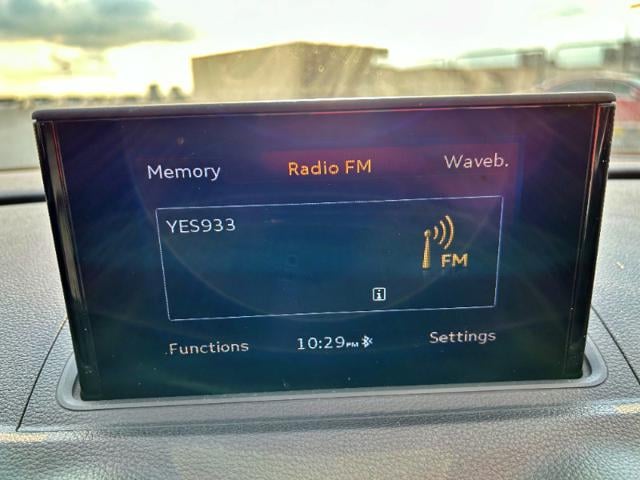 Memory Radio FM Waveb.
YES933
FM
i
Functions 10:29PM Settings